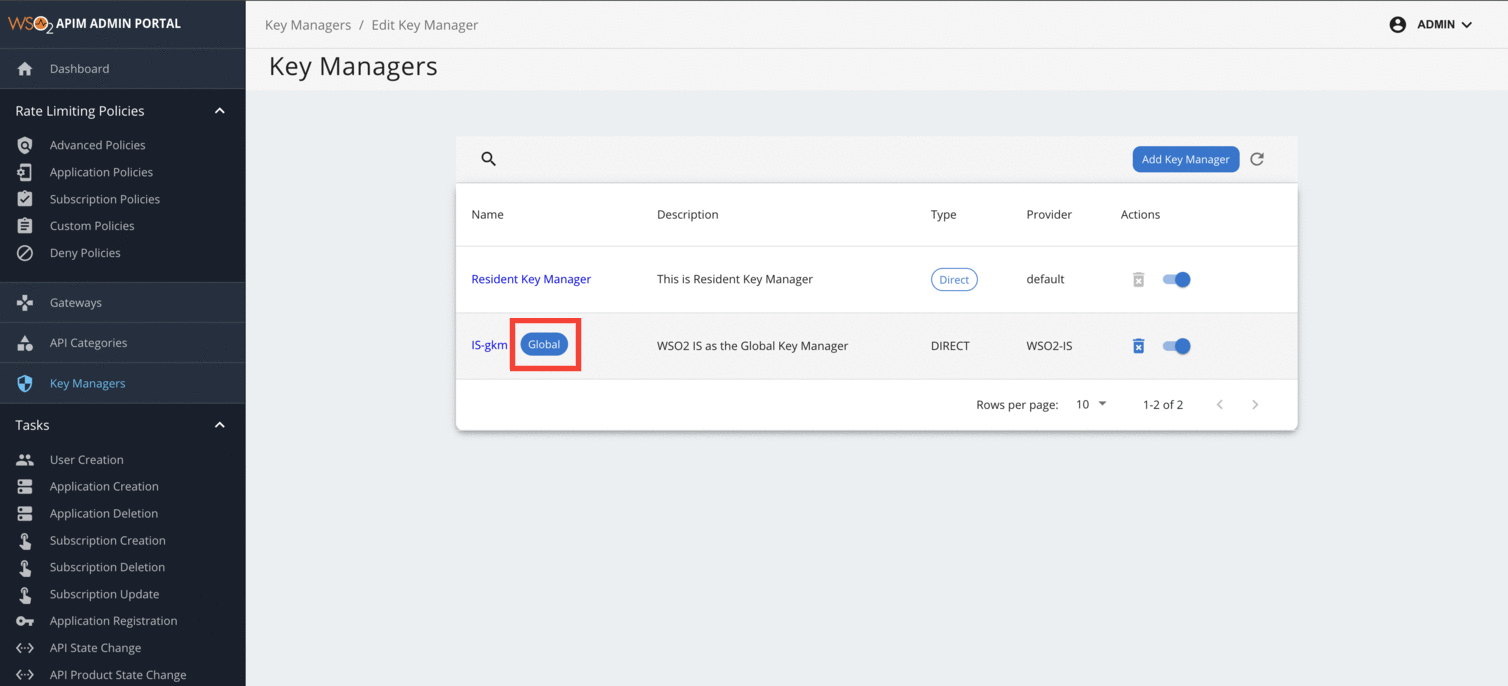 WSO2 APIM ADMIN PORTAL
Dashboard
Rate Limiting Policies
Advanced Policies
Application Policies
Subscription Policies
Custom Policies
Deny Policies
Gateways
API Categories
Key Managers
Tasks
User Creation
Application Creation
Application Deletion
Subscription Creation
Subscription Deletion
Subscription Update
Application Registration
API State Change
API Product State Change
Key Managers / Edit Key Manager
ADMIN
Key Managers
Add Key Manager
Name Description Type Provider Actions
Resident Key Manager This is Resident Key Manager Direct default
IS-gkm Global WSO2 IS as the Global Key Manager DIRECT WSO2-IS
Rows per page: 10 1-2 of 2